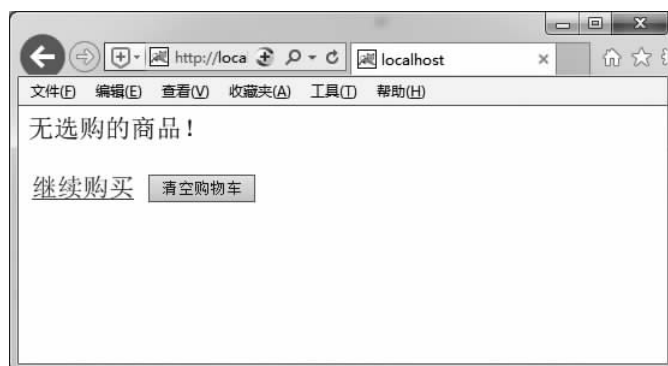 http://loca
localhost
文件(F) 编辑(E) 查看(V) 收藏夹(A) 工具(T) 帮助(H)
无选购的商品！
继续购买 清空购物车